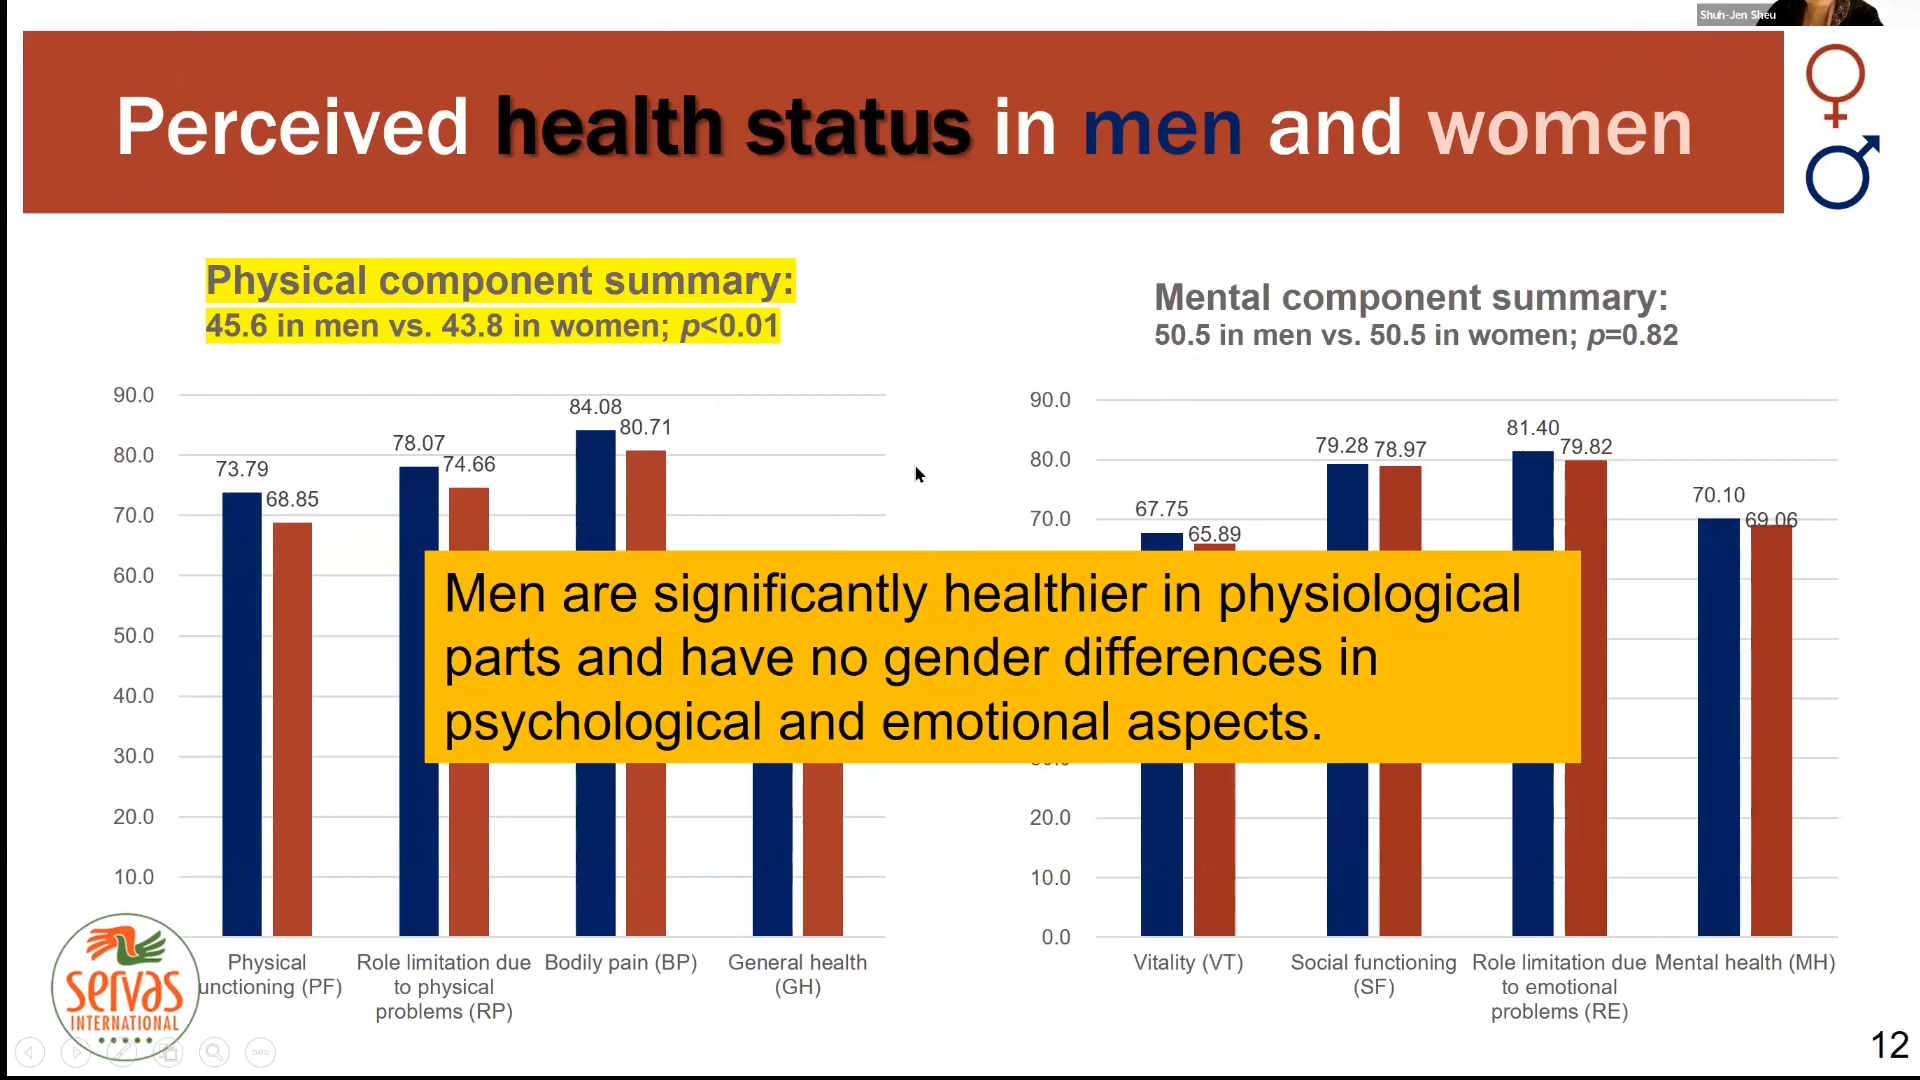 Shuh-Jen Sheu
Perceived health status in men and women
Physical component summary:
45.6 in men vs. 43.8 in women; p<0.01
Mental component summary:
50.5 in men vs. 50.5 in women; p=0.82
90.0
80.0
70.0
60.0
50.0
40.0
30.0
20.0
10.0
73.79
68.85
78.07
74.66
84.08
80.71
Physical
unctioning (PF)
Role limitation due
to physical
problems (RP)
Bodily pain (BP)
General health
(GH)
90.0
80.0
70.0
20.0
10.0
0.0
67.75
65.89
79.28
78.97
81.40
79.82
70.10
69.06
Vitality (VT)
Social functioning
(SF)
Role limitation due
to emotional
problems (RE)
Mental health (MH)
Men are significantly healthier in physiological
parts and have no gender differences in
psychological and emotional aspects.
servas
INTERNATIONAL
12